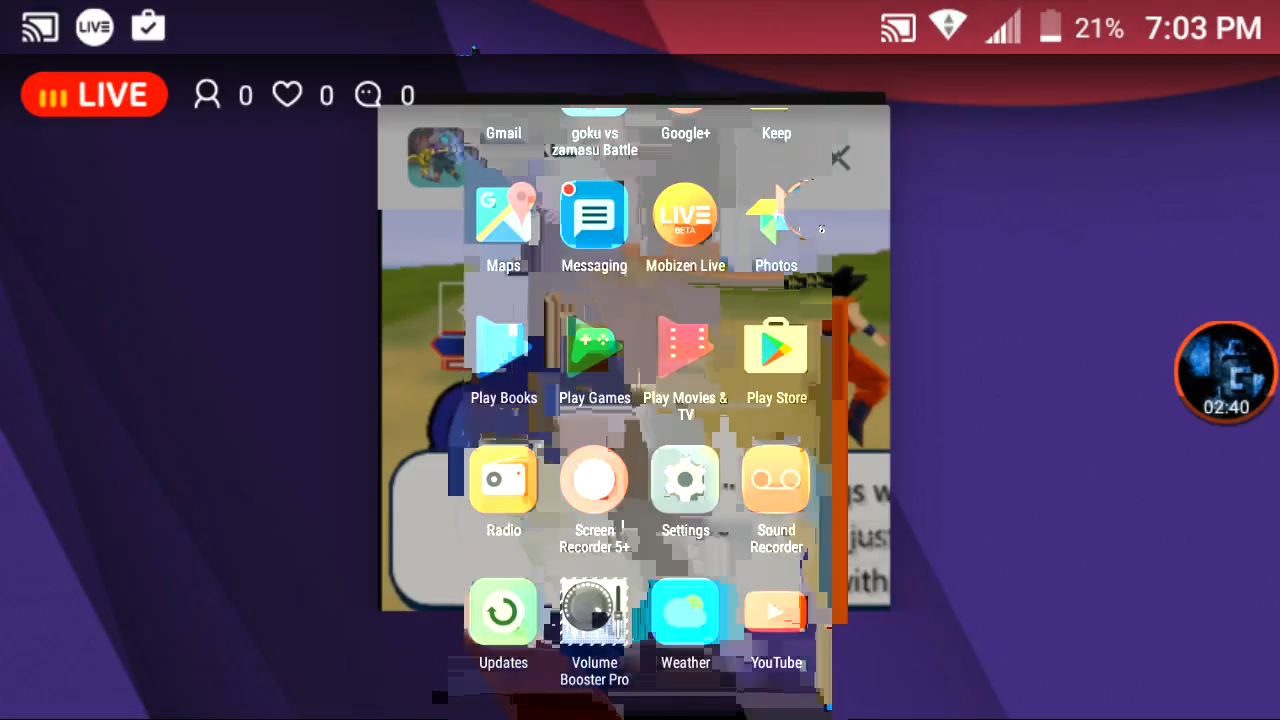 LIVE
21% 7:03 PM
LIVE 0 0 0
Gmail
goku vs
zamasu Battle
Google+
Keep
G
LIVE
BETA
Maps
Messaging
Mobizen Live
Photos
Play Books
Play Games
Play Movies &
TV
Play Store
02:40
Radio
Screen
Recorder 5+
Settings
Sound
Recorder
Updates
Volume
Booster Pro
Weather
YouTube